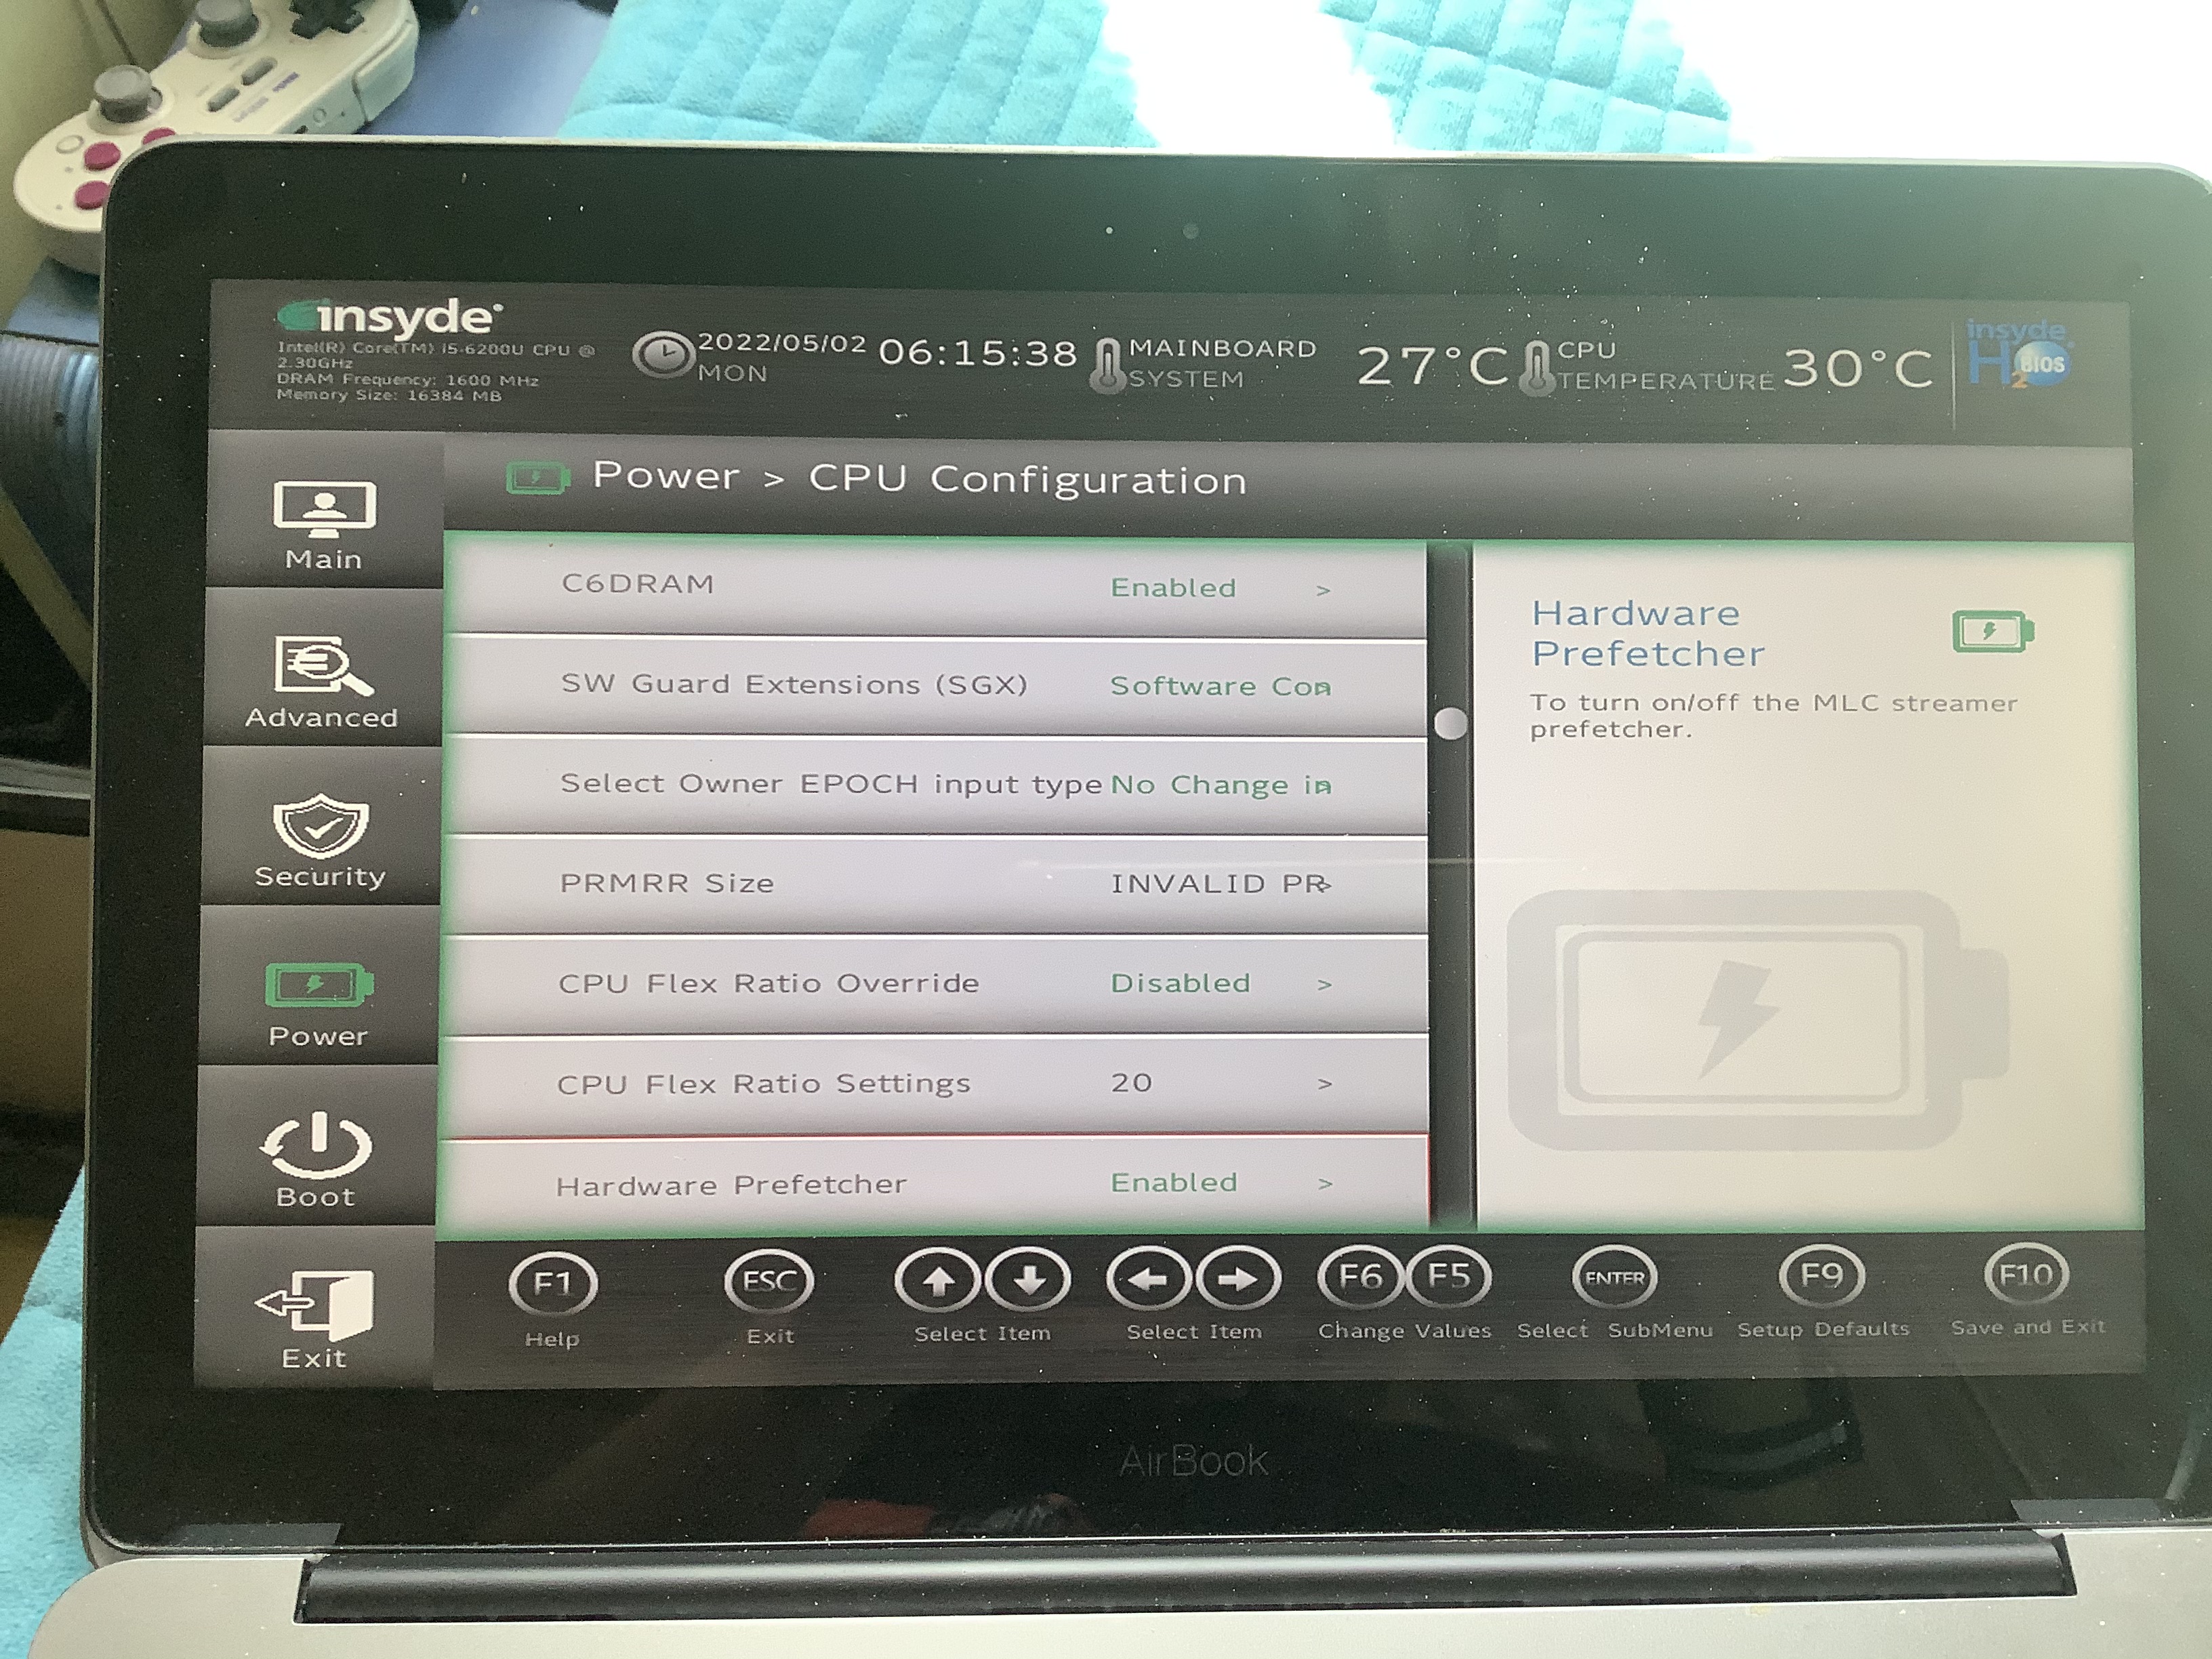 insyde
Intel(R) Core(TM) i5-6200U CPU @
2.30GHz
DRAM Frequency: 1600 MHz
Memory Size: 16384 MB
2022/05/02
MON
06:15:38
MAINBOARD
SYSTEM
27°C
CPU
TEMPERATURE
30°C
insyde
H2 BIOS
Power > CPU Configuration
Main
Advanced
Security
Power
Boot
Exit
C6DRAM Enabled >
SW Guard Extensions (SGX) Software Con
Select Owner EPOCH input type No Change in
PRMRR Size INVALID PR>
CPU Flex Ratio Override Disabled >
CPU Flex Ratio Settings 20 >
Hardware Prefetcher Enabled >
Hardware
Prefetcher
To turn on/off the MLC streamer
prefetcher.
F1
Help
ESC
Exit
Select Item
Select Item
F6 F5
Change Values
ENTER
Select SubMenu
F9
Setup Defaults
F10
Save and Exit
AirBook